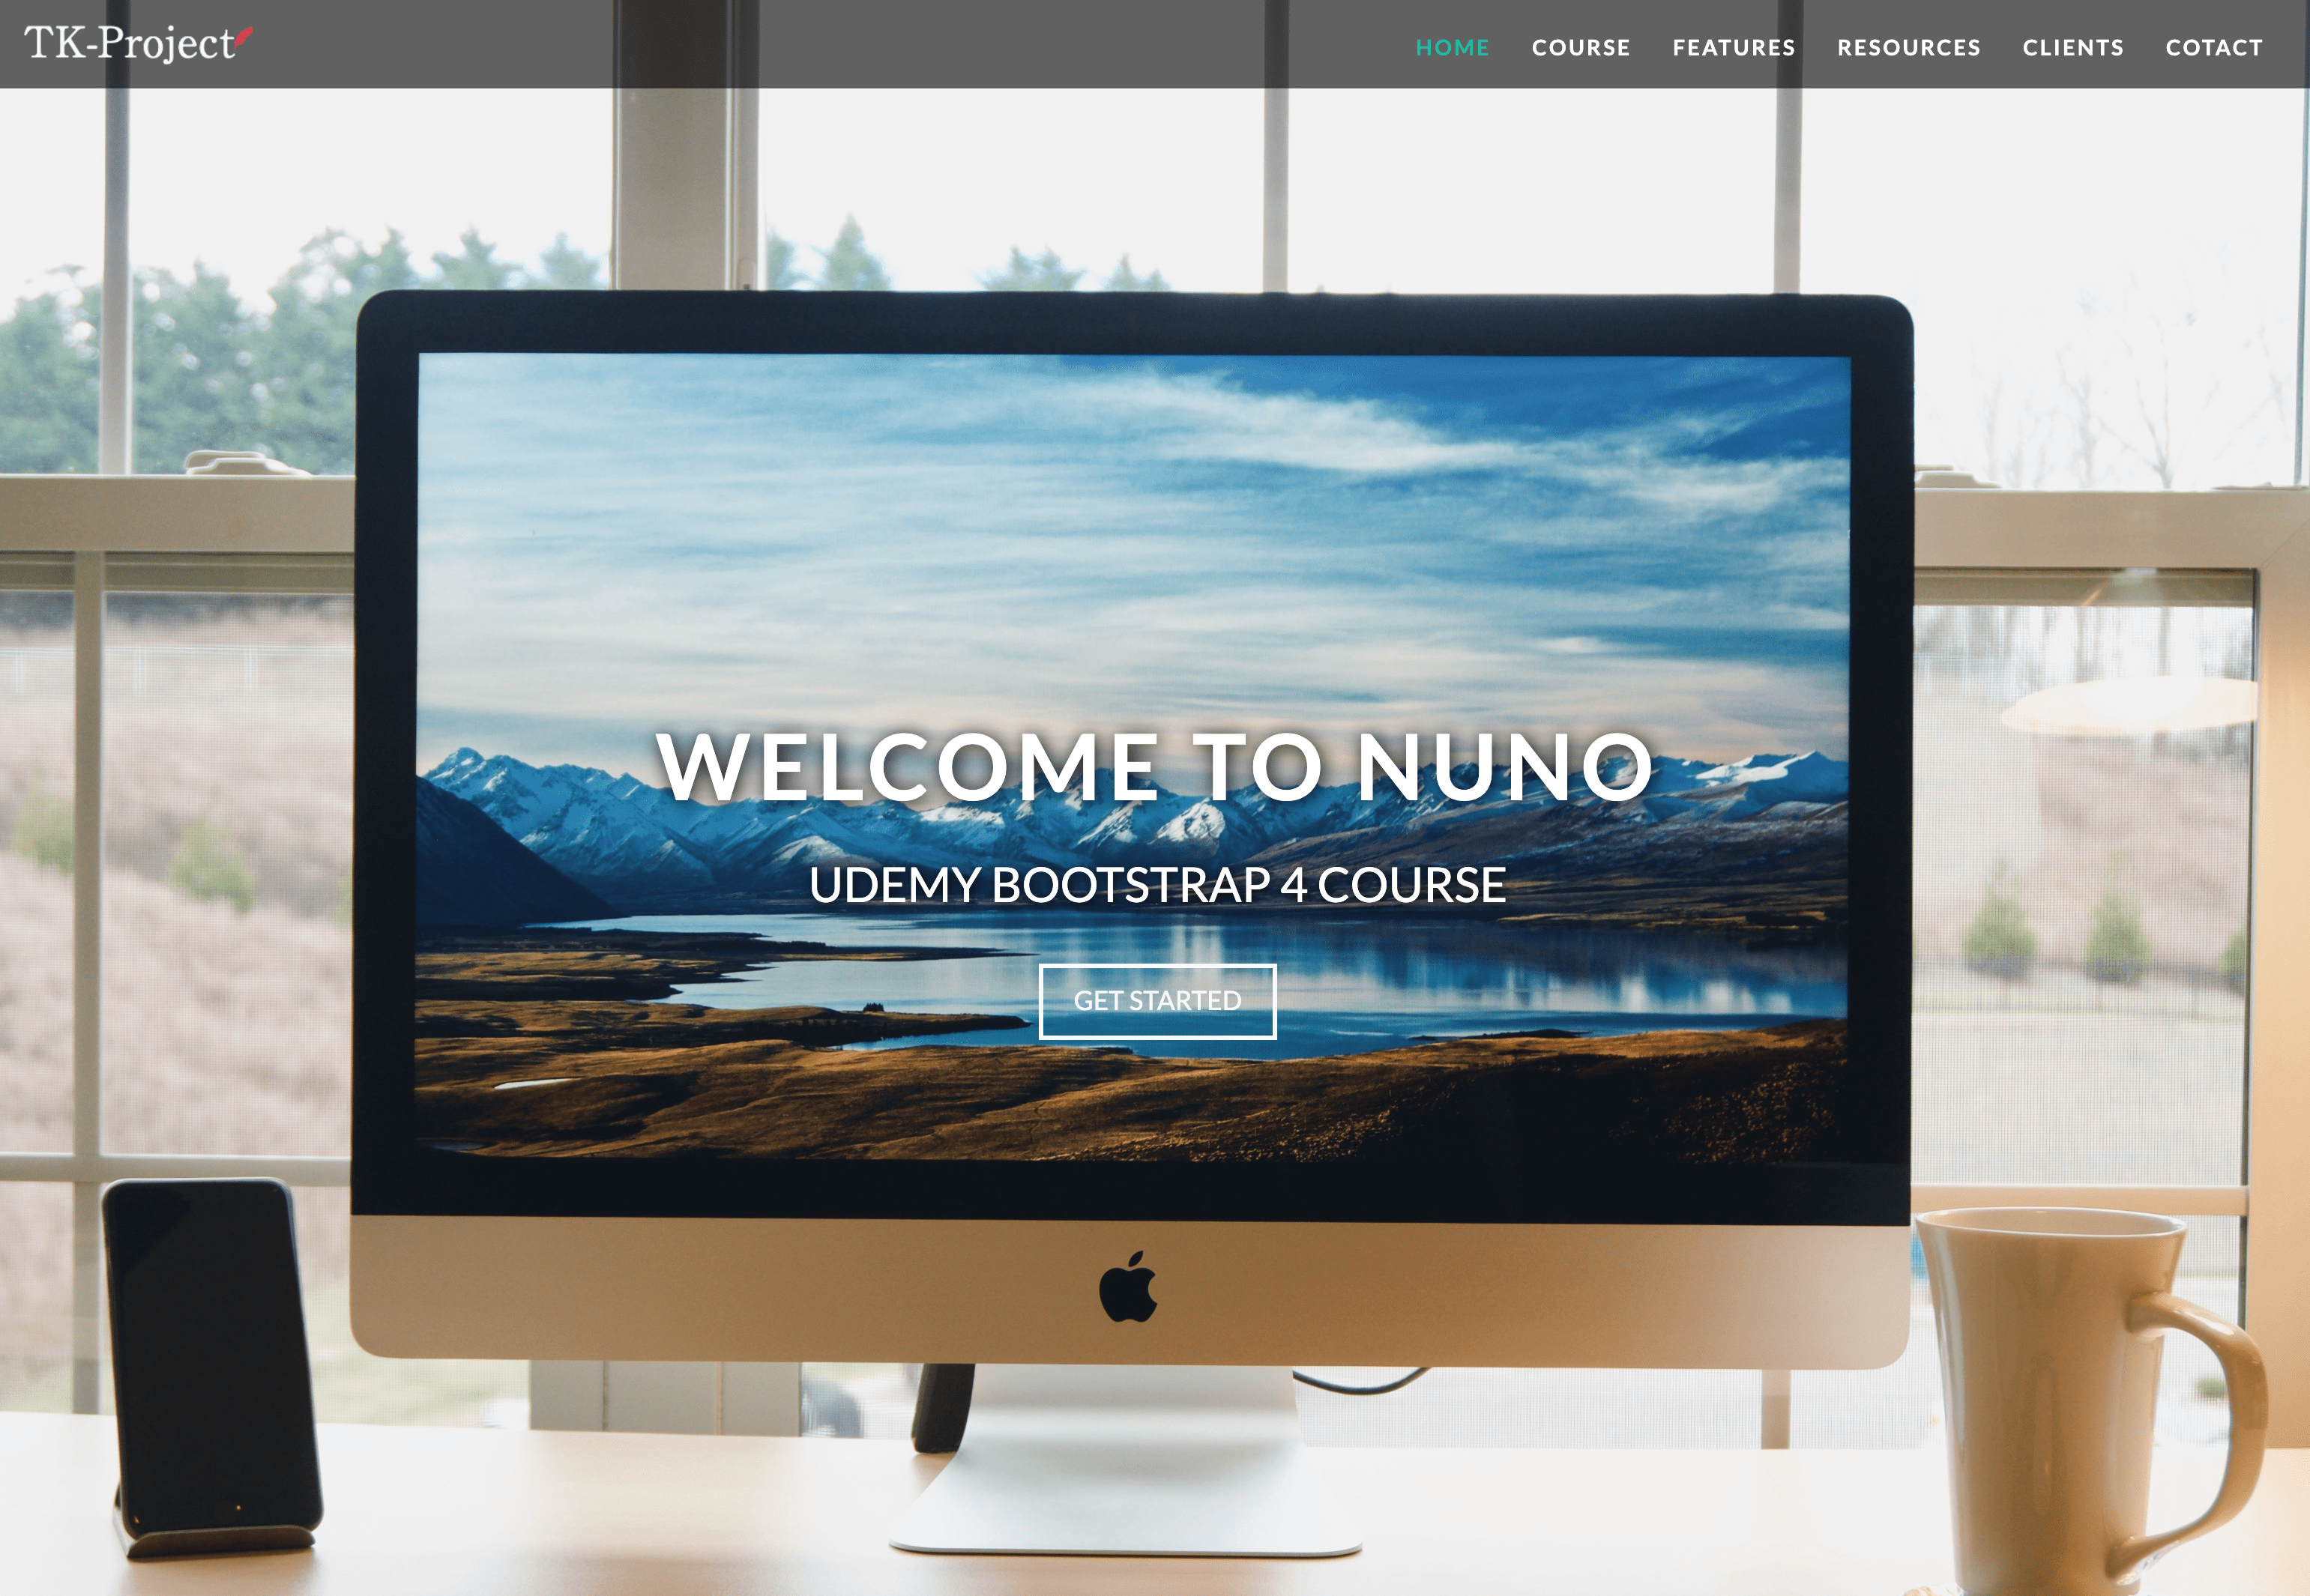 TK-Project
HOME COURSE FEATURES RESOURCES CLIENTS COTACT
WELCOME TO NUNO
UDEMY BOOTSTRAP 4 COURSE
GET STARTED